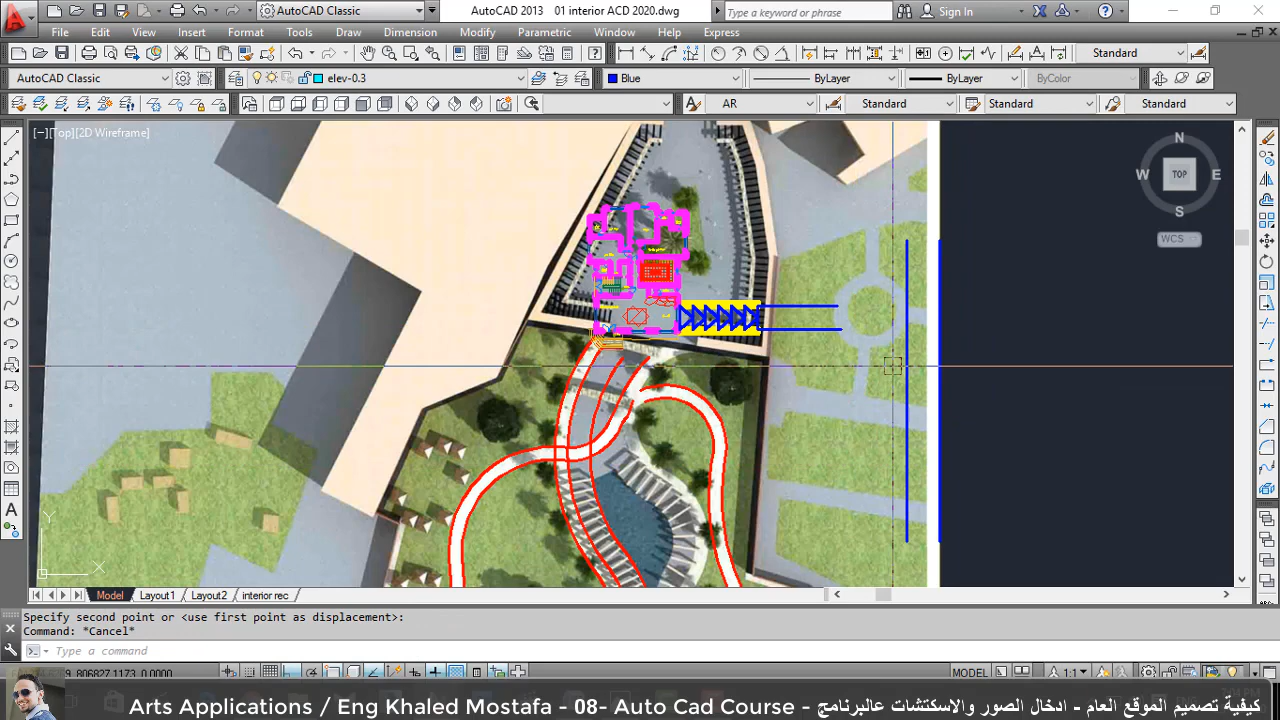 AutoCAD Classic
AutoCAD 2013 01 interior ACD 2020.dwg
Type a keyword or phrase
Sign In
File Edit View Insert Format Tools Draw Dimension Modify Parametric Window Help Express
Standard
AutoCAD Classic
elev-0.3
Blue
ByLayer
ByLayer
ByColor
AR
Standard
Standard
Standard
[−][Top][2D Wireframe]
N
W TOP E
S
WCS
Y
X
Model Layout1 Layout2 interior rec
Specify second point or <use first point as displacement>:
Command: *Cancel*
Type a command
MODEL
1:1
Arts Applications / Eng Khaled Mostafa - 08- Auto Cad Course - كيفية تصميم الموقع العام - ادخال الصور والاسكتشات عالبرنامج